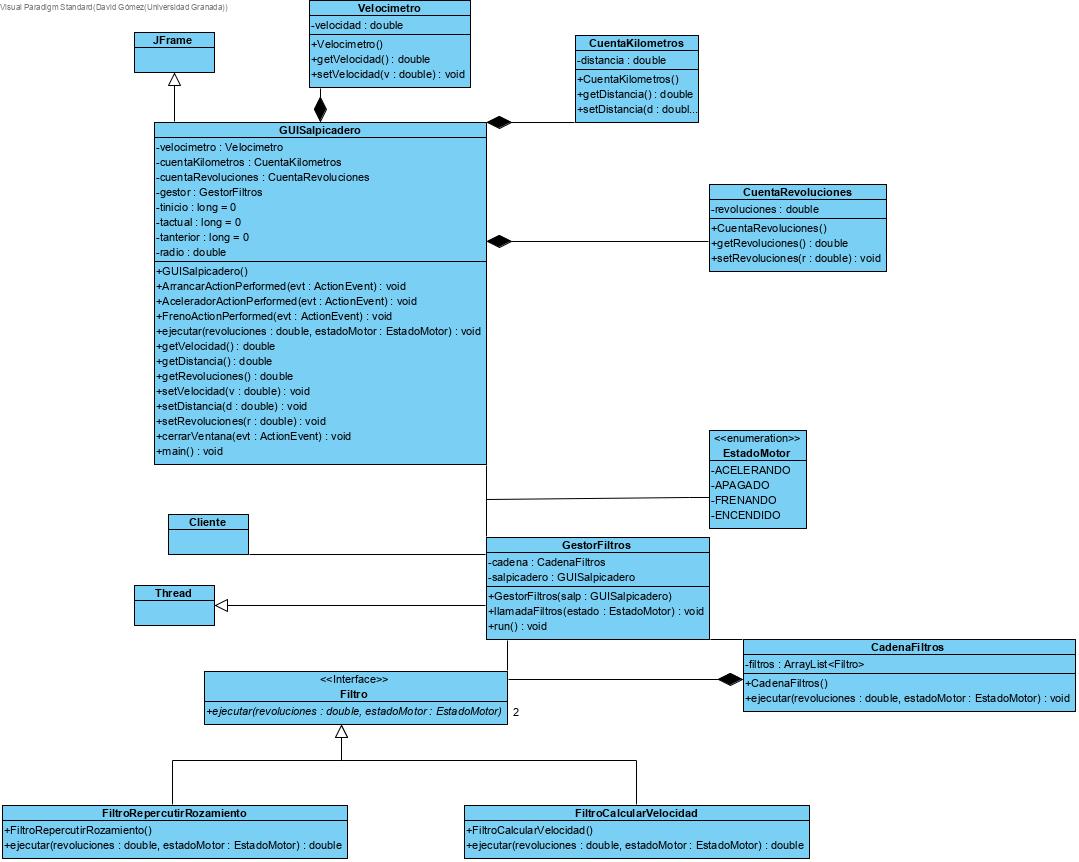 Visual Paradigm Standard(David Gómez(Universidad Granada))
Velocimetro
-velocidad : double
+Velocimetro()
+getVelocidad() : double
+setVelocidad(v : double) : void
JFrame
CuentaKilometros
-distancia : double
+CuentaKilometros()
+getDistancia() : double
+setDistancia(d : doubl...
GUISalpicadero
-velocimetro : Velocimetro
-cuentaKilometros : CuentaKilometros
-cuentaRevoluciones : CuentaRevoluciones
-gestor : GestorFiltros
-tinicio : long = 0
-tactual : long = 0
-tanterior : long = 0
-radio : double
+GUISalpicadero()
+ArrancarActionPerformed(evt : ActionEvent) : void
+AceleradorActionPerformed(evt : ActionEvent) : void
+FrenoActionPerformed(evt : ActionEvent) : void
+ejecutar(revoluciones : double, estadoMotor : EstadoMotor) : void
+getVelocidad() : double
+getDistancia() : double
+getRevoluciones() : double
+setVelocidad(v : double) : void
+setDistancia(d : double) : void
+setRevoluciones(r : double) : void
+cerrarVentana(evt : ActionEvent) : void
+main() : void
CuentaRevoluciones
-revoluciones : double
+CuentaRevoluciones()
+getRevoluciones() : double
+setRevoluciones(r : double) : void
<<enumeration>>
EstadoMotor
-ACELERANDO
-APAGADO
-FRENANDO
-ENCENDIDO
Cliente
GestorFiltros
-cadena : CadenaFiltros
-salpicadero : GUISalpicadero
+GestorFiltros(salp : GUISalpicadero)
+llamadaFiltros(estado : EstadoMotor) : void
+run() : void
Thread
CadenaFiltros
-filtros : ArrayList<Filtro>
+CadenaFiltros()
+ejecutar(revoluciones : double, estadoMotor : EstadoMotor) : void
<<Interface>>
Filtro
+ejecutar(revoluciones : double, estadoMotor : EstadoMotor)
2
FiltroRepercutirRozamiento
+FiltroRepercutirRozamiento()
+ejecutar(revoluciones : double, estadoMotor : EstadoMotor) : double
FiltroCalcularVelocidad
+FiltroCalcularVelocidad()
+ejecutar(revoluciones : double, estadoMotor : EstadoMotor) : double